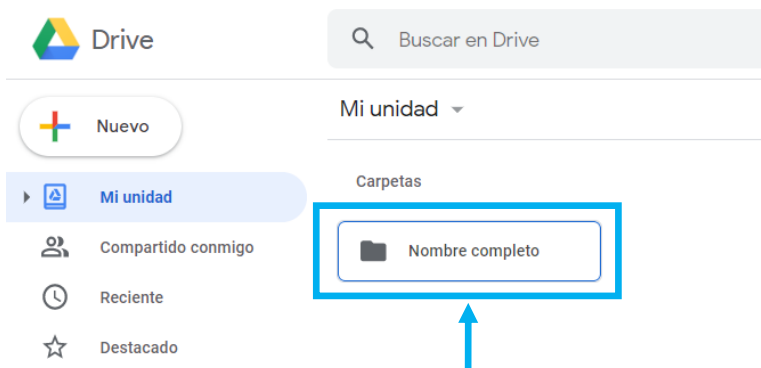 Drive
Buscar en Drive
Nuevo
Mi unidad
Mi unidad
Compartido conmigo
Reciente
Destacado
Carpetas
Nombre completo